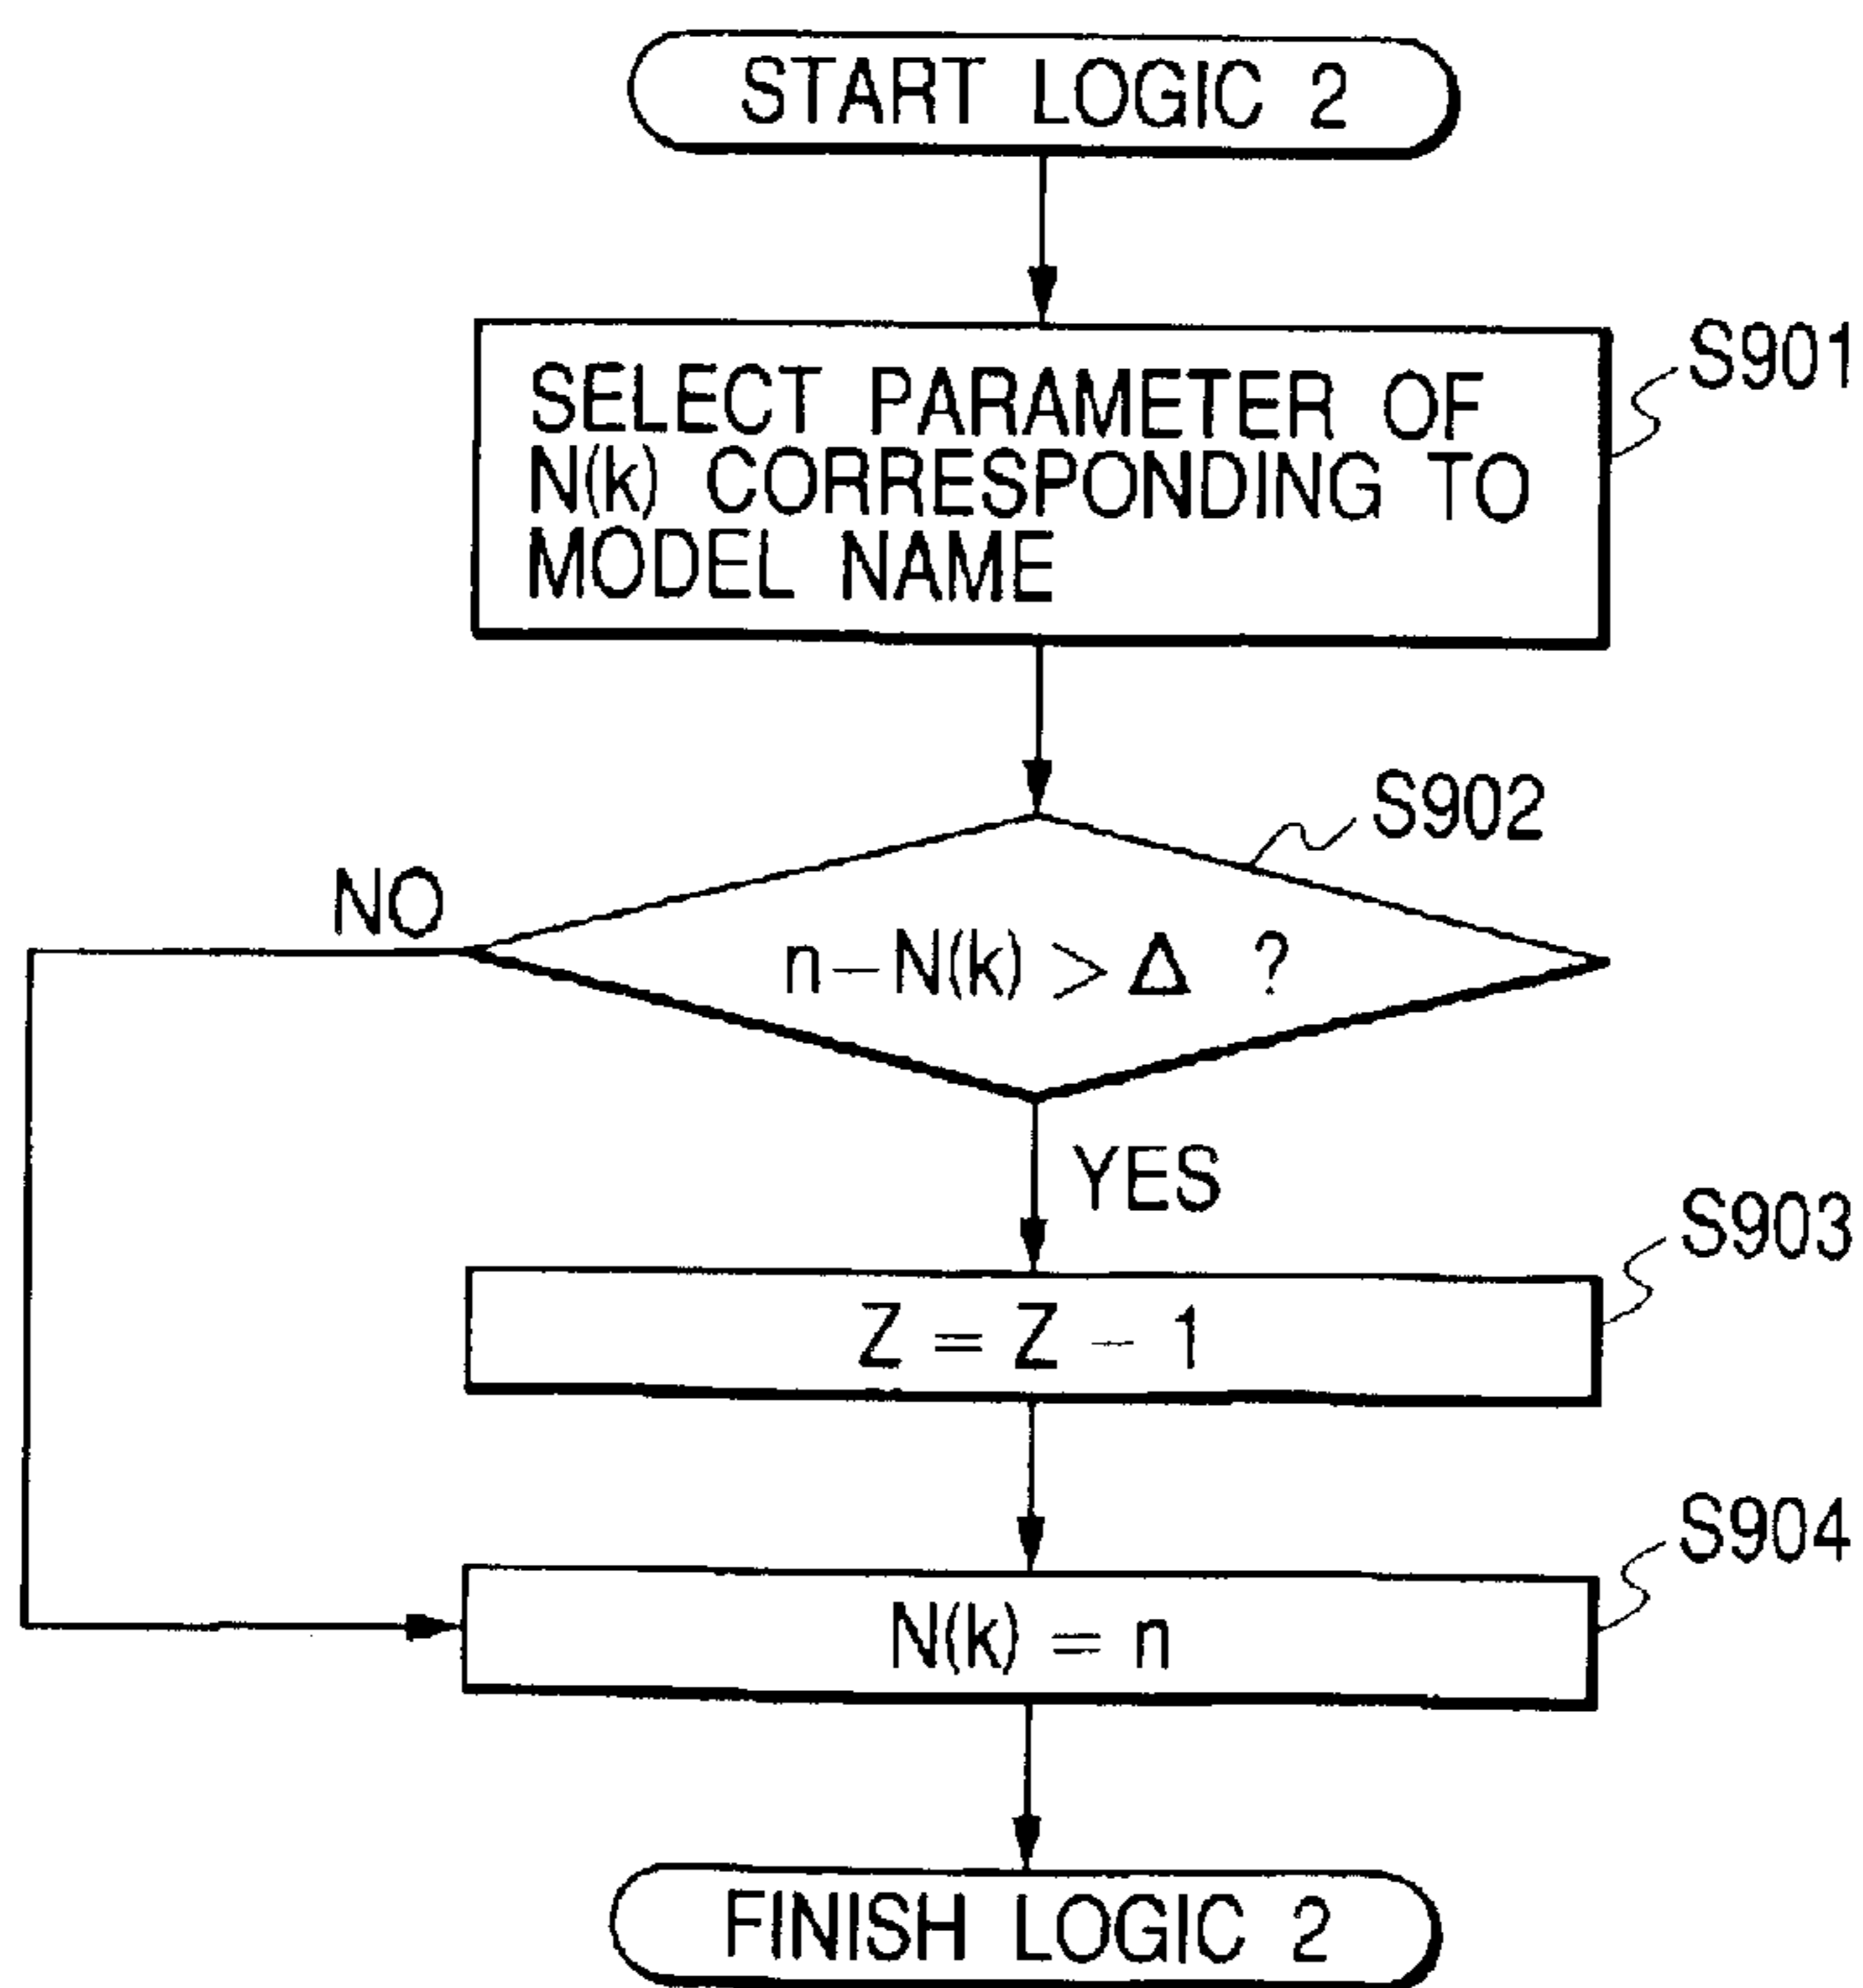 START LOGIC 2
SELECT PARAMETER OF
N(k) CORRESPONDING TO
MODEL NAME
S901
S902
NO
n-N(k) > Δ ?
YES
S903
Z = Z - 1
S904
N(k) = n
FINISH LOGIC 2